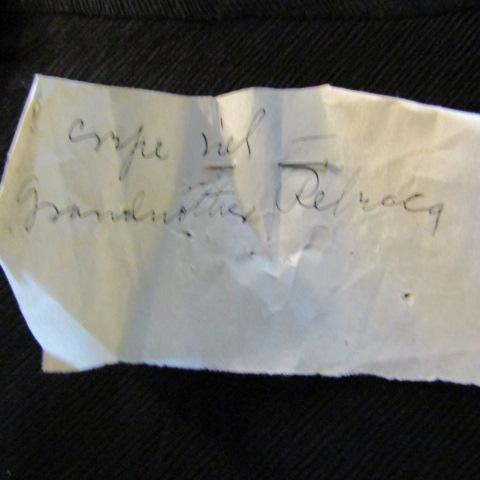 crepe veil —
Grandmother